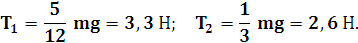 T₁ = 5/12 mg = 3,3 Н; T₂ = 1/3 mg = 2,6 Н.